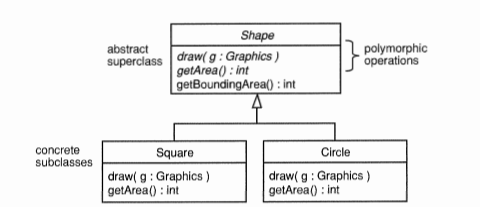 Shape
abstract
superclass
draw( g : Graphics )
getArea() : int
getBoundingArea() : int
polymorphic
operations
concrete
subclasses
Square
draw( g : Graphics )
getArea() : int
Circle
draw( g : Graphics )
getArea() : int